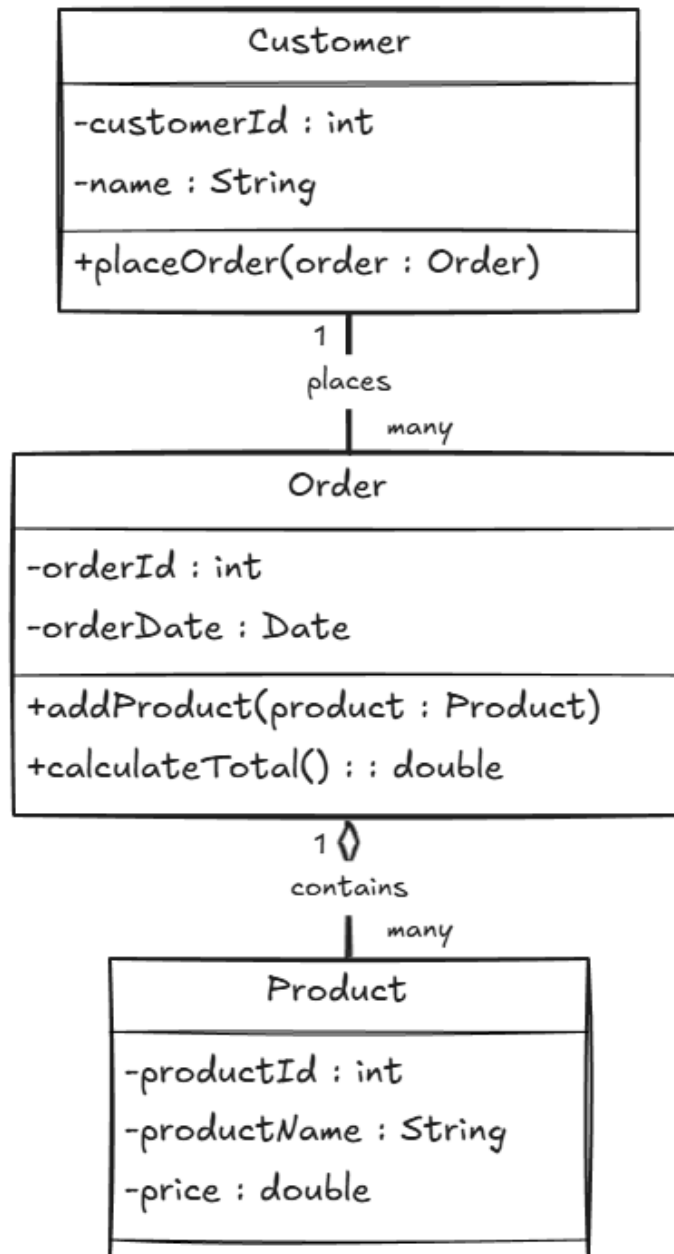 Customer
-customerId : int
-name : String
+placeOrder(order : Order)
1
places
many
Order
-orderId : int
-orderDate : Date
+addProduct(product : Product)
+calculateTotal() : : double
1
contains
many
Product
-productId : int
-productName : String
-price : double